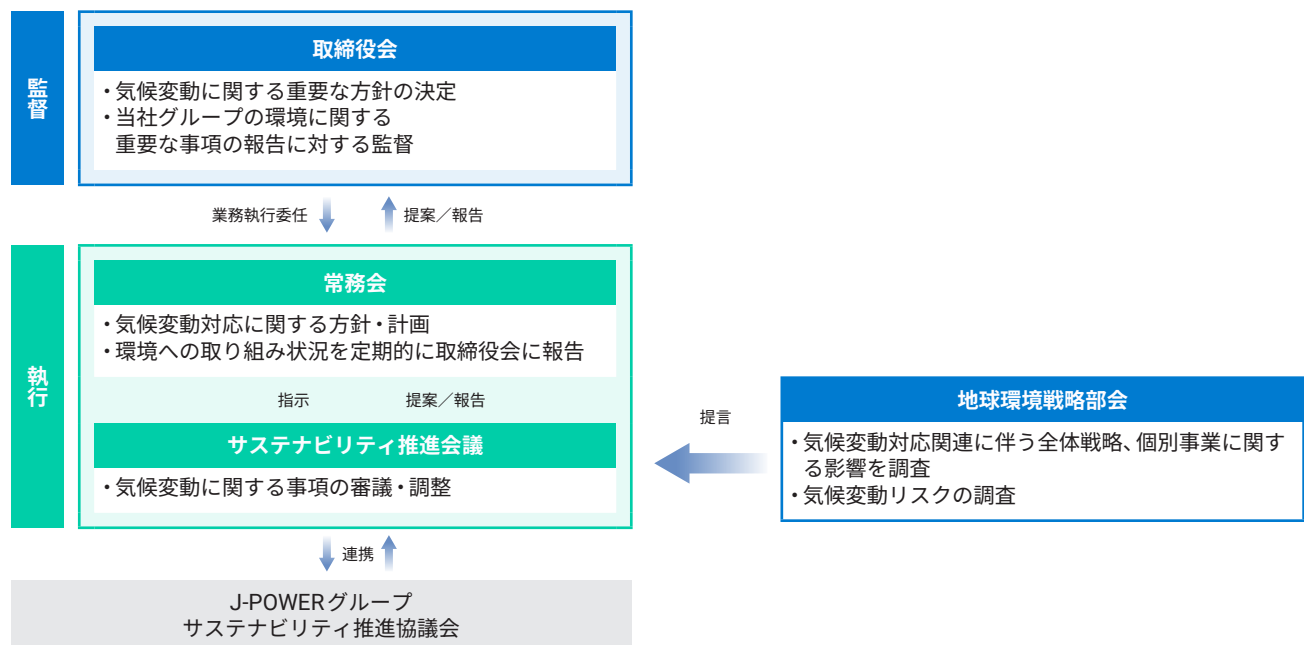 監督
取締役会
・気候変動に関する重要な方針の決定
・当社グループの環境に関する
重要な事項の報告に対する監督
業務執行委任
提案／報告
執行
常務会
・気候変動対応に関する方針・計画
・環境への取り組み状況を定期的に取締役会に報告
指示
提案／報告
サステナビリティ推進会議
・気候変動に関する事項の審議・調整
提言
地球環境戦略部会
・気候変動対応関連に伴う全体戦略、個別事業に関す
る影響を調査
・気候変動リスクの調査
連携
J-POWERグループ
サステナビリティ推進協議会